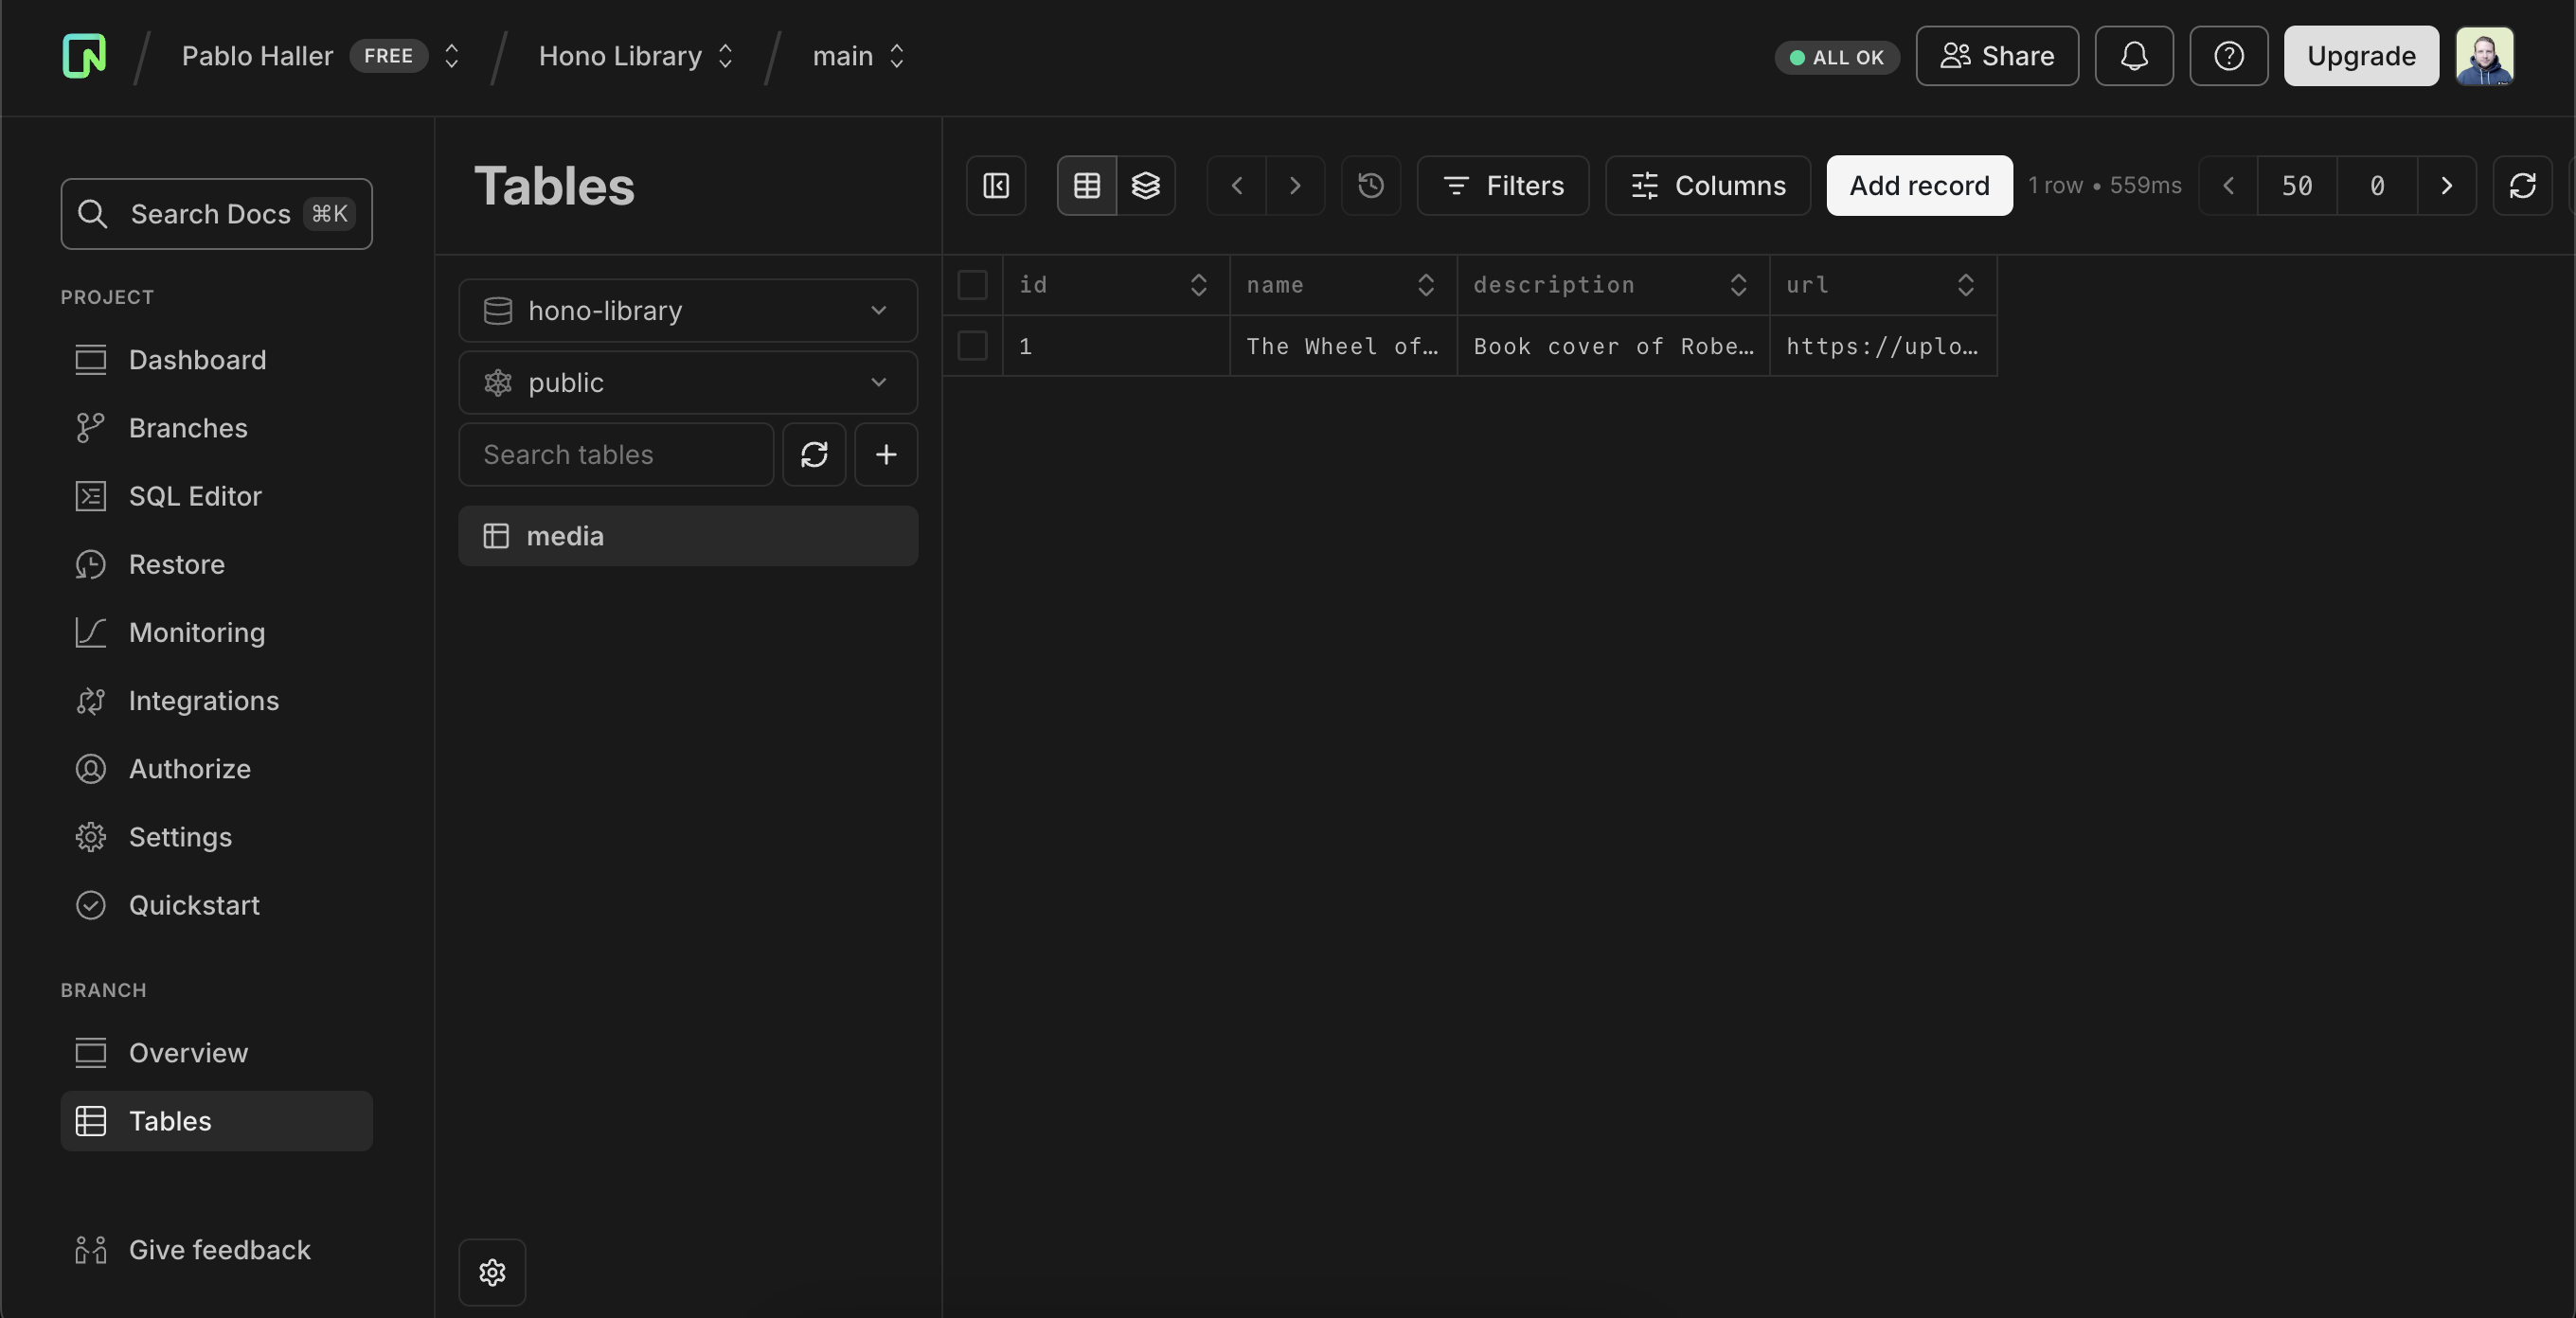 Pablo Haller FREE Hono Library main ALL OK Share Upgrade
Search Docs ⌘K
PROJECT
Dashboard
Branches
SQL Editor
Restore
Monitoring
Integrations
Authorize
Settings
Quickstart
BRANCH
Overview
Tables
Give feedback
Tables
hono-library
public
Search tables
media
Filters Columns Add record 1 row • 559ms 50 0
id name description url
1 The Wheel of… Book cover of Robe… https://uplo…